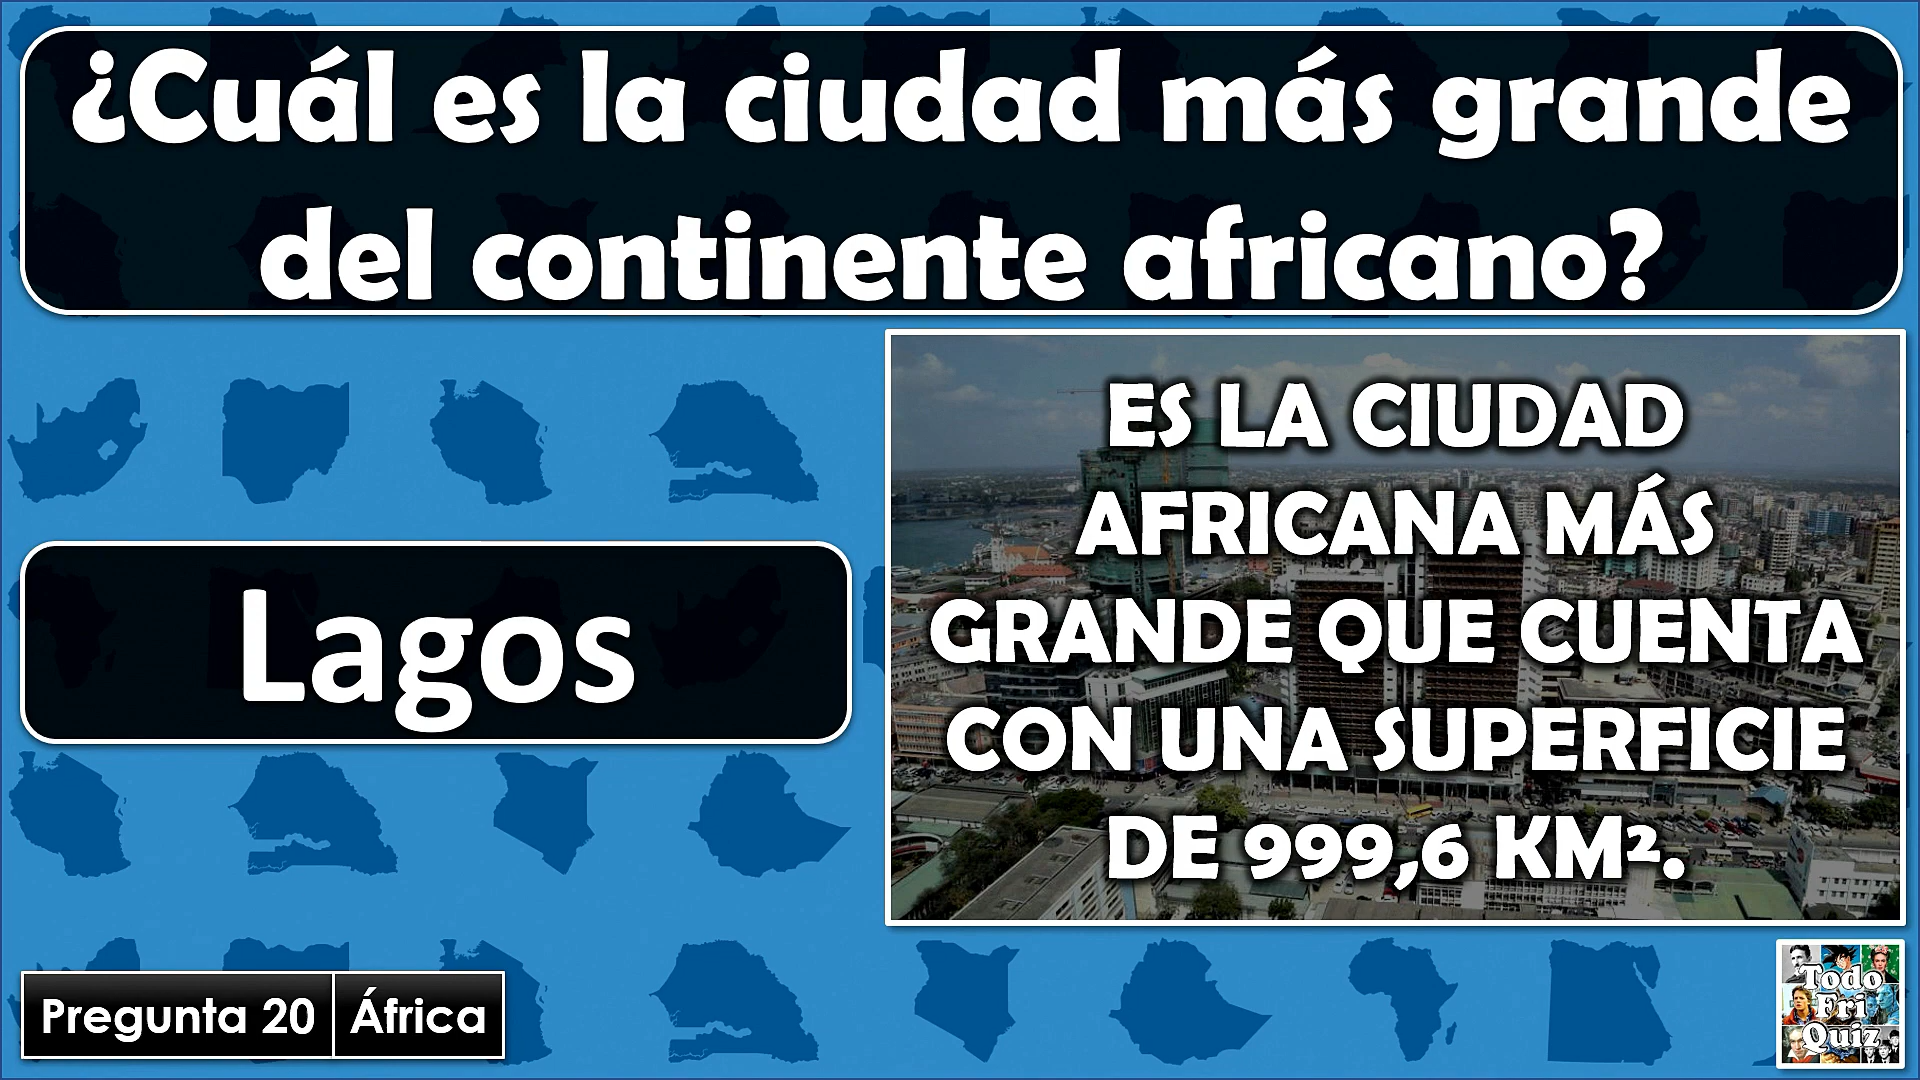 ¿Cuál es la ciudad más grande
del continente africano?
ES LA CIUDAD
AFRICANA MÁS
GRANDE QUE CUENTA
CON UNA SUPERFICIE
DE 999,6 KM².
Lagos
Pregunta 20
África
Todo
Fri
Quiz